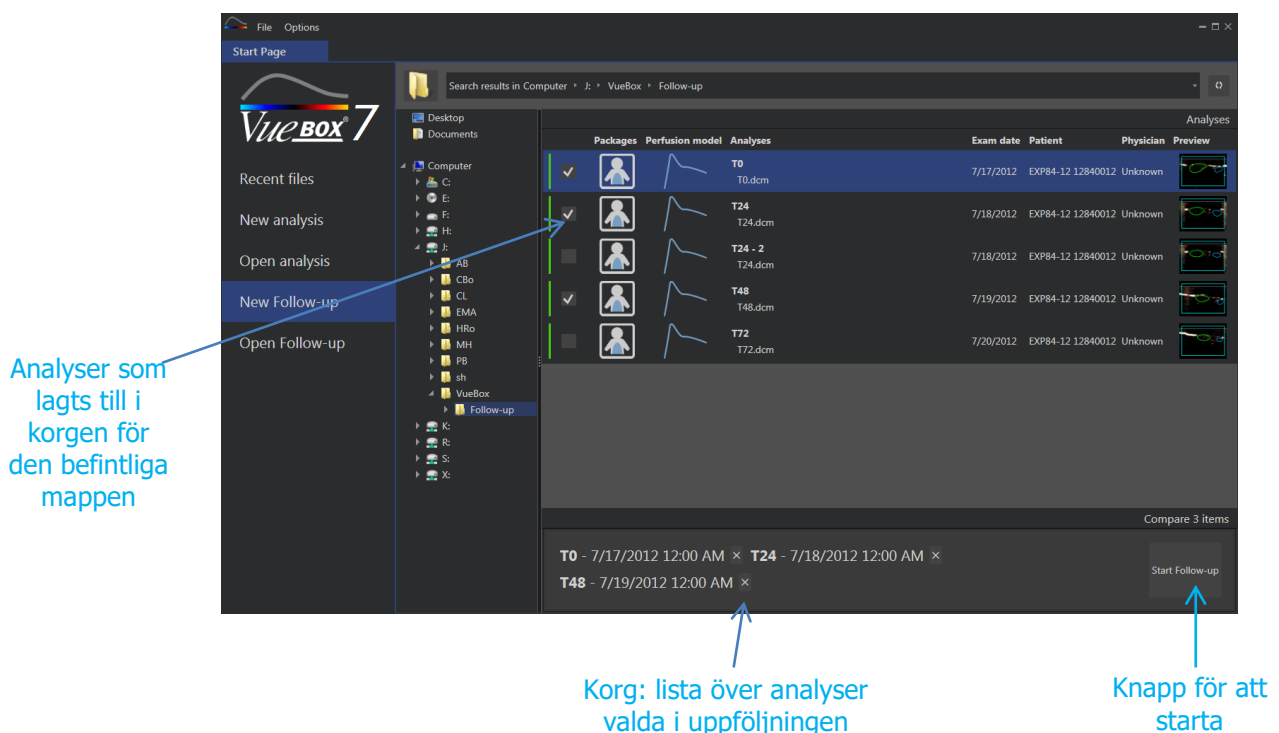 File Options
Start Page
VUEBOX® 7
Recent files
New analysis
Open analysis
New Follow-up
Open Follow-up
Search results in Computer J: VueBox Follow-up
Desktop
Documents
Computer
C:
E:
F:
H:
J:
AB
CBo
CL
EMA
HRo
MH
PB
sh
VueBox
Follow-up
K:
R:
S:
X:
Analyses
Packages Perfusion model Analyses Exam date Patient Physician Preview
T0
T0.dcm
7/17/2012 EXP84-12 12840012 Unknown
T24
T24.dcm
7/18/2012 EXP84-12 12840012 Unknown
T24 - 2
T24.dcm
7/18/2012 EXP84-12 12840012 Unknown
T48
T48.dcm
7/19/2012 EXP84-12 12840012 Unknown
T72
T72.dcm
7/20/2012 EXP84-12 12840012 Unknown
Compare 3 items
T0 - 7/17/2012 12:00 AM × T24 - 7/18/2012 12:00 AM ×
T48 - 7/19/2012 12:00 AM ×
Start Follow-up
Analyser som
lagts till i
korgen för
den befintliga
mappen
Korg: lista över analyser
valda i uppföljningen
Knapp för att
starta